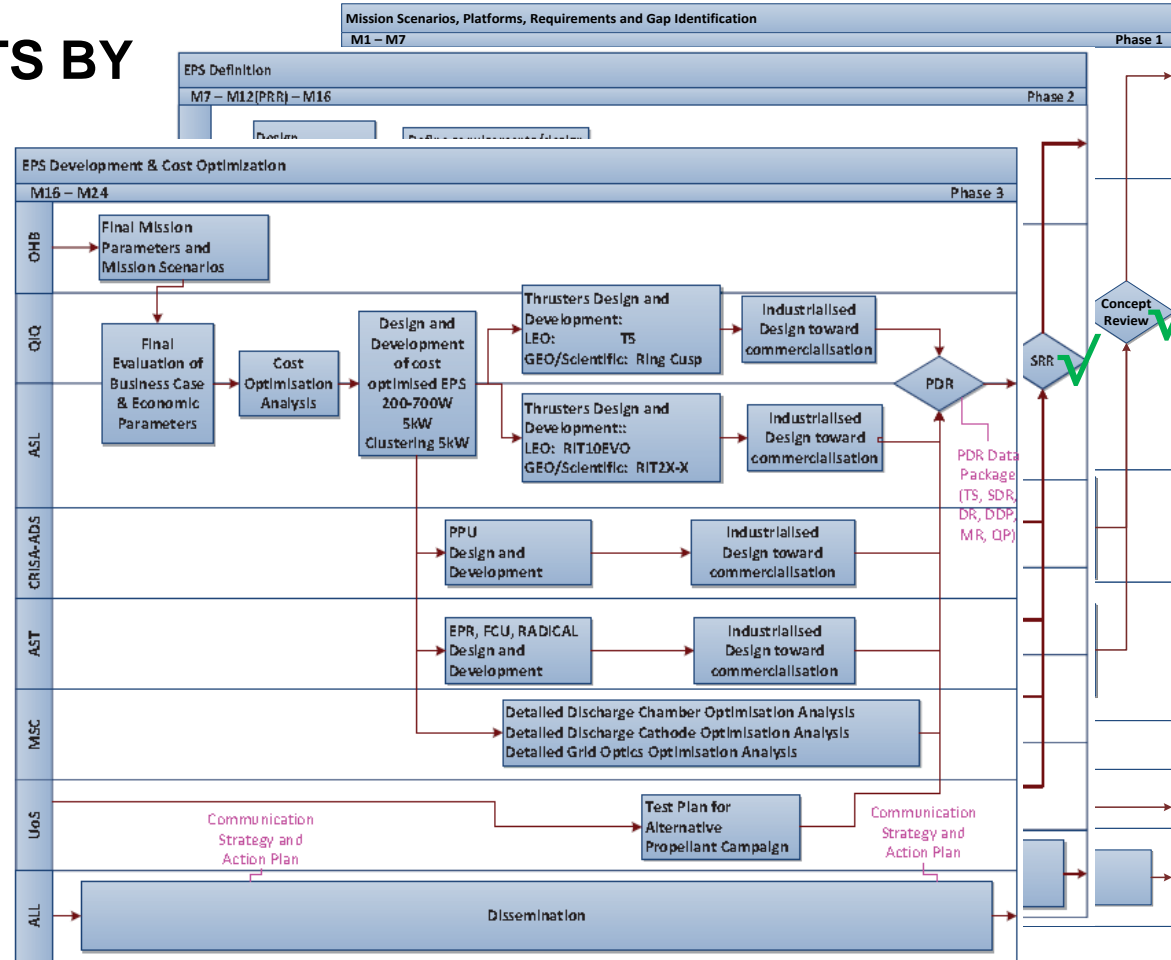 TS BY
Mission Scenarios, Platforms, Requirements and Gap Identification
M1 – M7
Phase 1
EPS Definition
M7 – M12(PRR) – M16
Phase 2
Design
EPS Development & Cost Optimization
M16 – M24
Phase 3
OHB
Final Mission
Parameters and
Mission Scenarios
QIQ
Final
Evaluation of
Business Case
& Economic
Parameters
Cost
Optimisation
Analysis
Design and
Development
of cost
optimised EPS
200-700W
5kW
Clustering 5kW
Thrusters Design and
Development:
LEO: T5
GEO/Scientific: Ring Cusp
Industrialised
Design toward
commercialisation
PDR
SRR
Concept
Review
ASL
Thrusters Design and
Development::
LEO: RIT10EVO
GEO/Scientific: RIT2X-X
Industrialised
Design toward
commercialisation
PDR Data
Package
(TS, SDR,
DR, DDP,
MR, QP)
CRISA-ADS
PPU
Design and
Development
Industrialised
Design toward
commercialisation
AST
EPR, FCU, RADICAL
Design and
Development
Industrialised
Design toward
commercialisation
MSC
Detailed Discharge Chamber Optimisation Analysis
Detailed Discharge Cathode Optimisation Analysis
Detailed Grid Optics Optimisation Analysis
UoS
Communication
Strategy and
Action Plan
Test Plan for
Alternative
Propellant Campaign
Communication
Strategy and
Action Plan
ALL
Dissemination